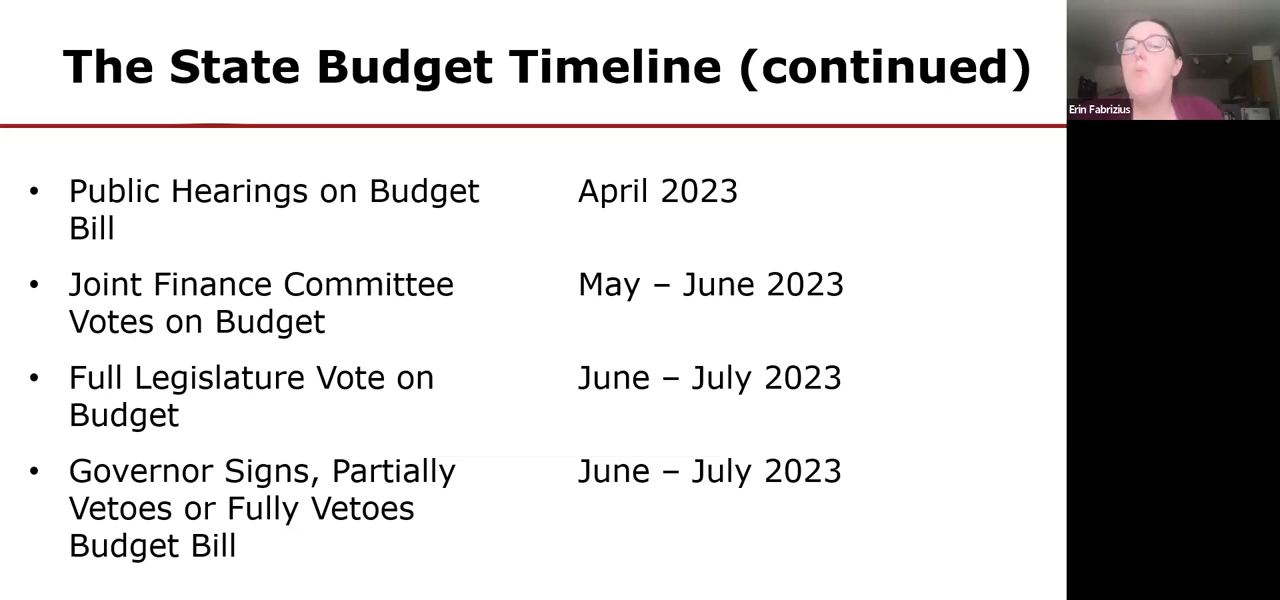 The State Budget Timeline (continued)
Erin Fabrizius
• Public Hearings on Budget Bill
April 2023
• Joint Finance Committee Votes on Budget
May – June 2023
• Full Legislature Vote on Budget
June – July 2023
• Governor Signs, Partially Vetoes or Fully Vetoes Budget Bill
June – July 2023